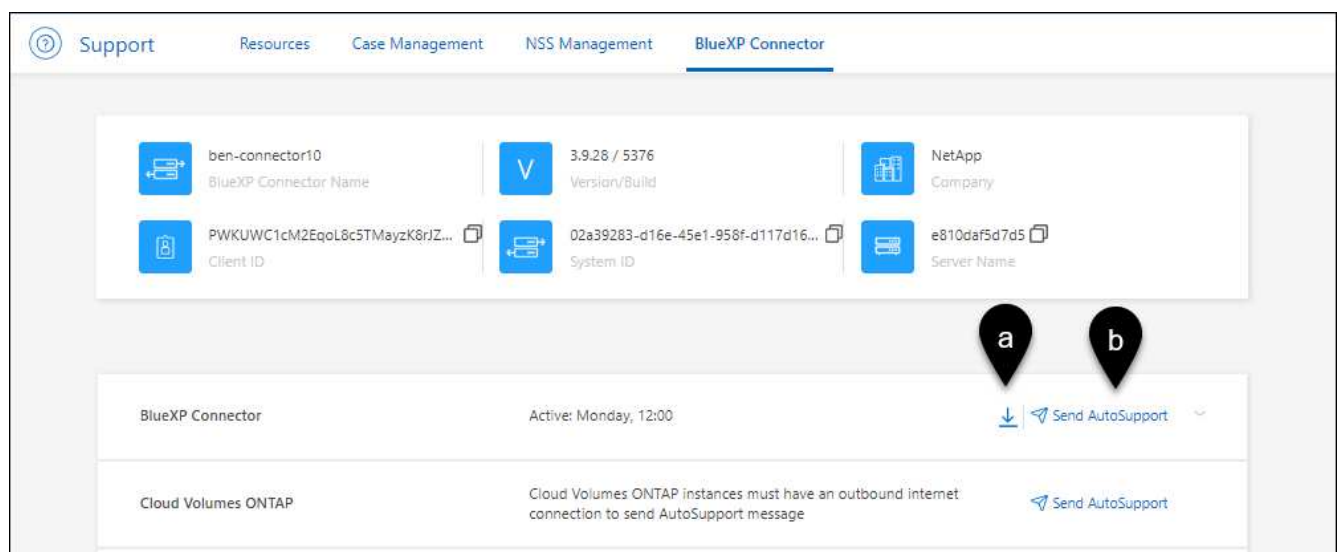 Support Resources Case Management NSS Management BlueXP Connector
ben-connector10
BlueXP Connector Name
3.9.28 / 5376
Version/Build
NetApp
Company
PWKUWC1cM2EqoL8c5TMayzK8rJZ...
Client ID
02a39283-d16e-45e1-958f-d117d16...
System ID
e810daf5d7d5
Server Name
a b
BlueXP Connector Active: Monday, 12:00 Send AutoSupport
Cloud Volumes ONTAP Cloud Volumes ONTAP instances must have an outbound internet Send AutoSupport
connection to send AutoSupport message